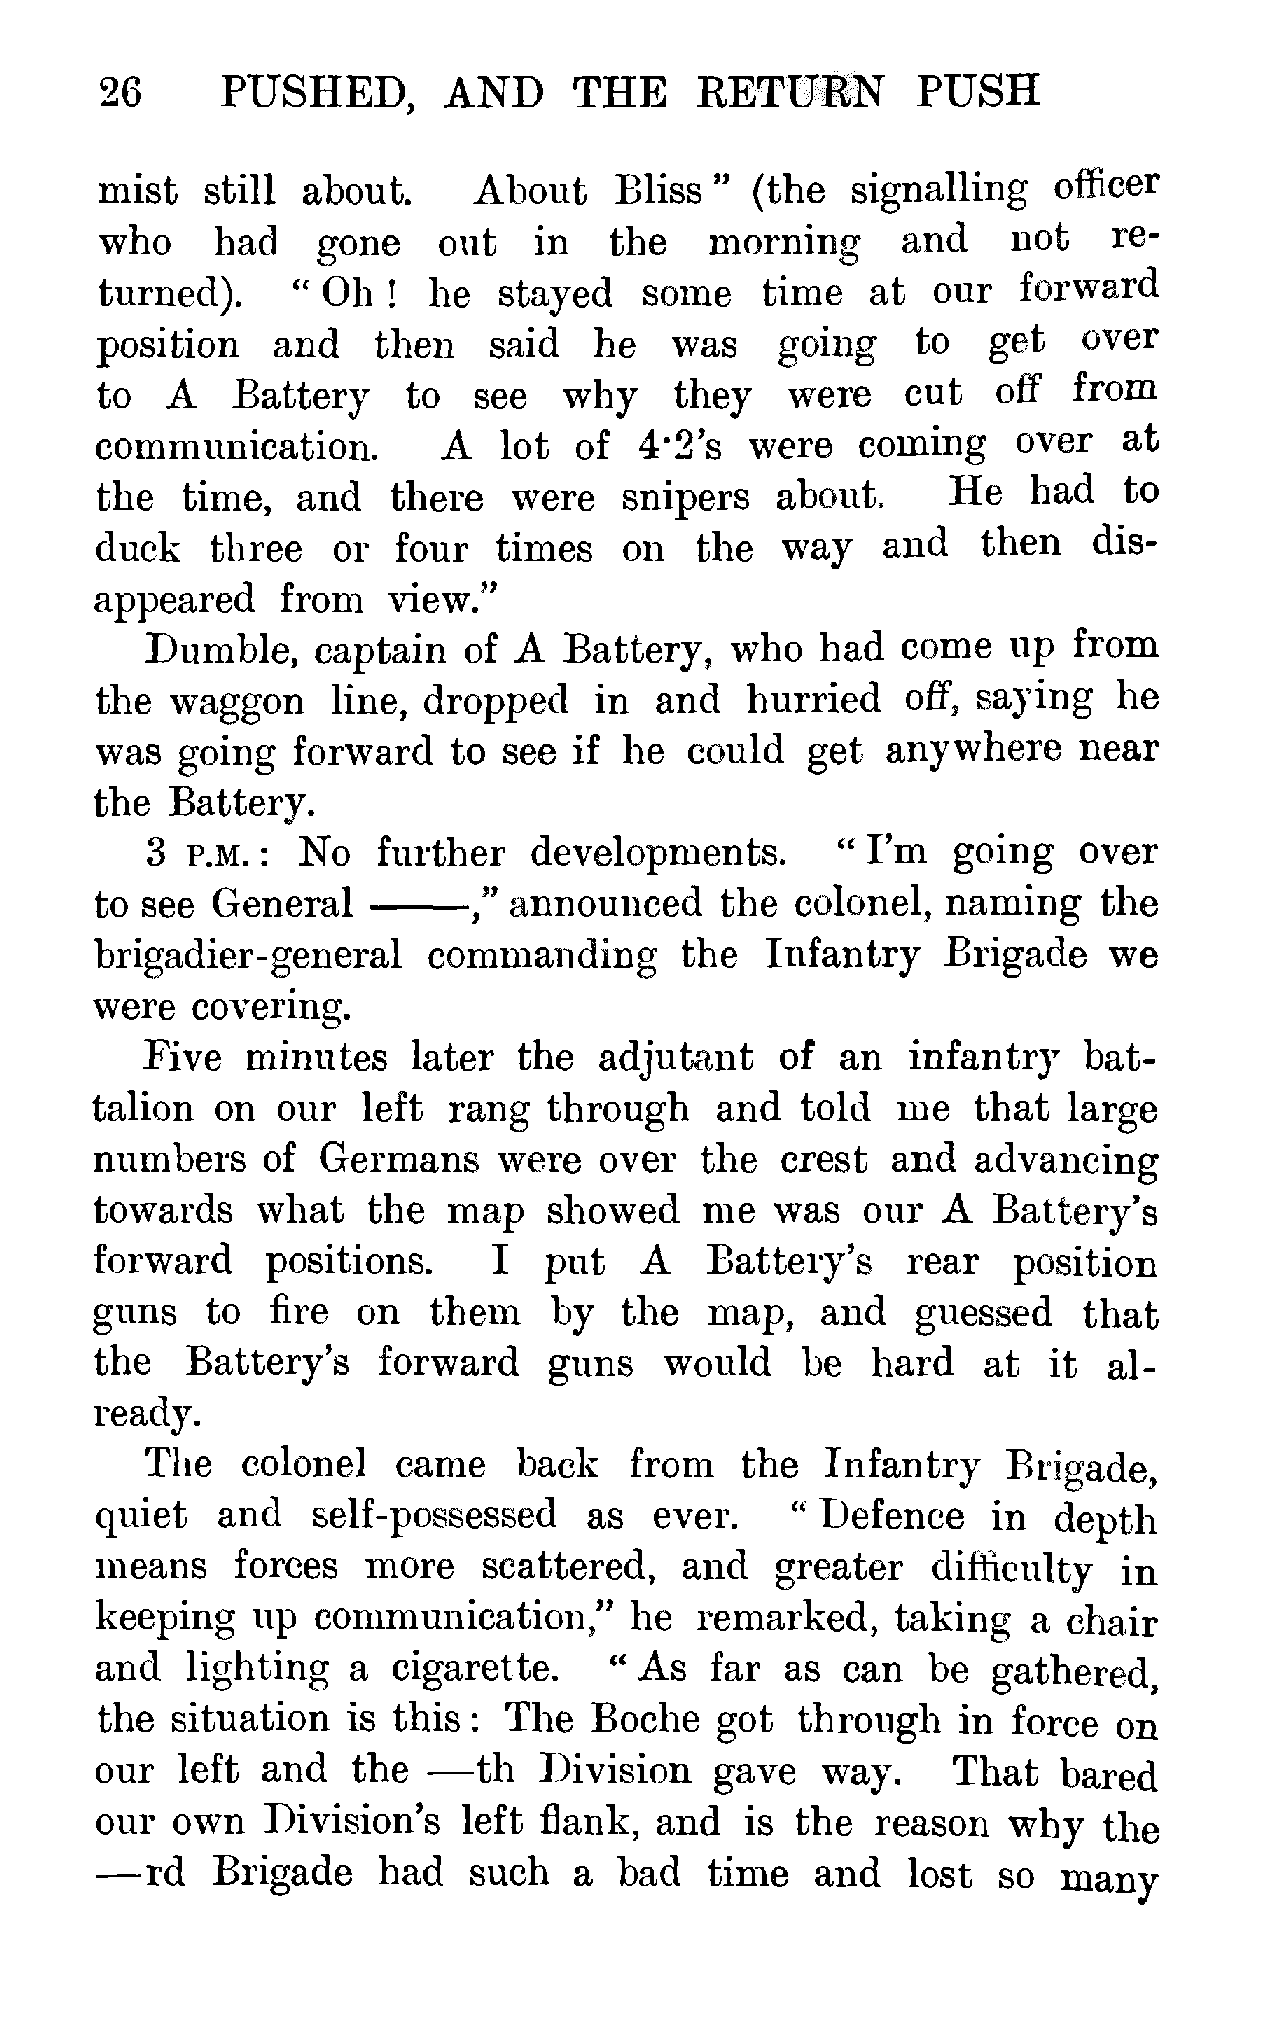 26 PUSHED, AND THE RETURN PUSH
mist still about. About Bliss" (the signalling officer
who had gone out in the morning and not re-
turned). "Oh! he stayed some time at our forward
position and then said he was going to get over
to A Battery to see why they were cut off from
communication. A lot of 4·2's were coming over at
the time, and there were snipers about. He had to
duck three or four times on the way and then dis-
appeared from view."
Dumble, captain of A Battery, who had come up from
the waggon line, dropped in and hurried off, saying he
was going forward to see if he could get anywhere near
the Battery.
3 P.M.: No further developments. "I'm going over
to see General ——," announced the colonel, naming the
brigadier-general commanding the Infantry Brigade we
were covering.
Five minutes later the adjutant of an infantry bat-
talion on our left rang through and told me that large
numbers of Germans were over the crest and advancing
towards what the map showed me was our A Battery's
forward positions. I put A Battery's rear position
guns to fire on them by the map, and guessed that
the Battery's forward guns would be hard at it al-
ready.
The colonel came back from the Infantry Brigade,
quiet and self-possessed as ever. "Defence in depth
means forces more scattered, and greater difficulty in
keeping up communication," he remarked, taking a chair
and lighting a cigarette. "As far as can be gathered,
the situation is this: The Boche got through in force on
our left and the —th Division gave way. That bared
our own Division's left flank, and is the reason why the
—rd Brigade had such a bad time and lost so many